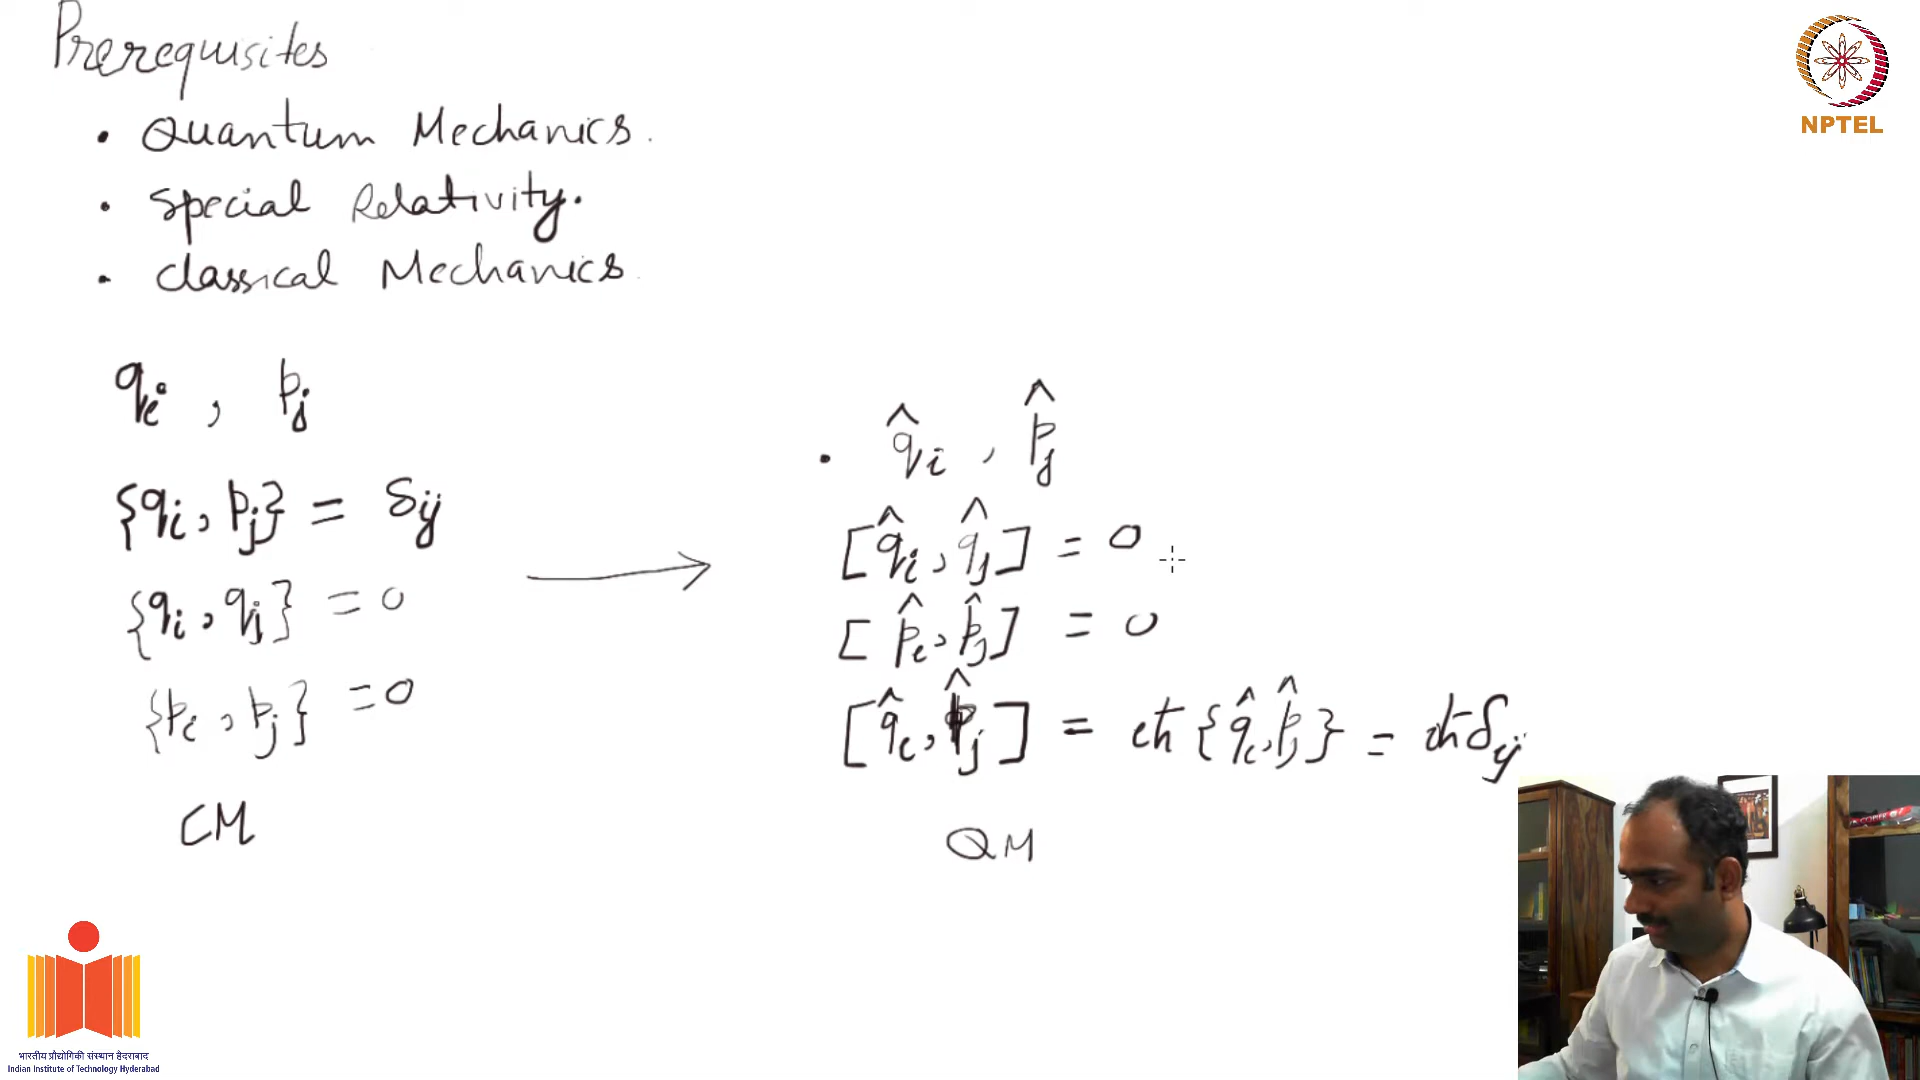 Prerequisites
• Quantum Mechanics.
• Special Relativity.
• Classical Mechanics.
q_i , p_j
{q_i, p_j} = δ_ij
{q_i, q_j} = 0
{p_i, p_j} = 0
CM
• q̂_i , p̂_j
[q̂_i, q̂_j] = 0
[p̂_i, p̂_j] = 0
[q̂_i, p̂_j] = iħ {q̂_i, p̂_j} = iħ δ_ij
QM
NPTEL
भारतीय प्रौद्योगिकी संस्थान हैदराबाद
Indian Institute of Technology Hyderabad